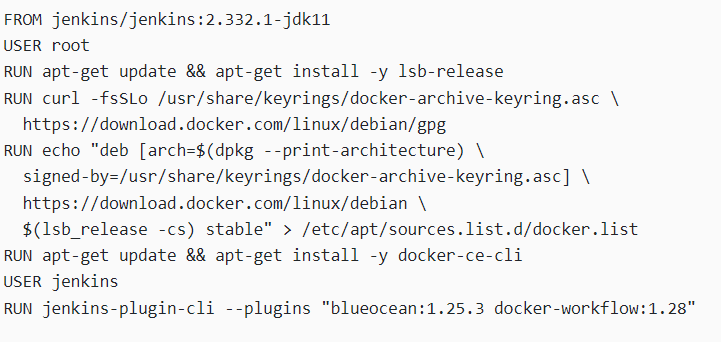 FROM jenkins/jenkins:2.332.1-jdk11
USER root
RUN apt-get update && apt-get install -y lsb-release
RUN curl -fsSLo /usr/share/keyrings/docker-archive-keyring.asc \
  https://download.docker.com/linux/debian/gpg
RUN echo "deb [arch=$(dpkg --print-architecture) \
  signed-by=/usr/share/keyrings/docker-archive-keyring.asc] \
  https://download.docker.com/linux/debian \
  $(lsb_release -cs) stable" > /etc/apt/sources.list.d/docker.list
RUN apt-get update && apt-get install -y docker-ce-cli
USER jenkins
RUN jenkins-plugin-cli --plugins "blueocean:1.25.3 docker-workflow:1.28"